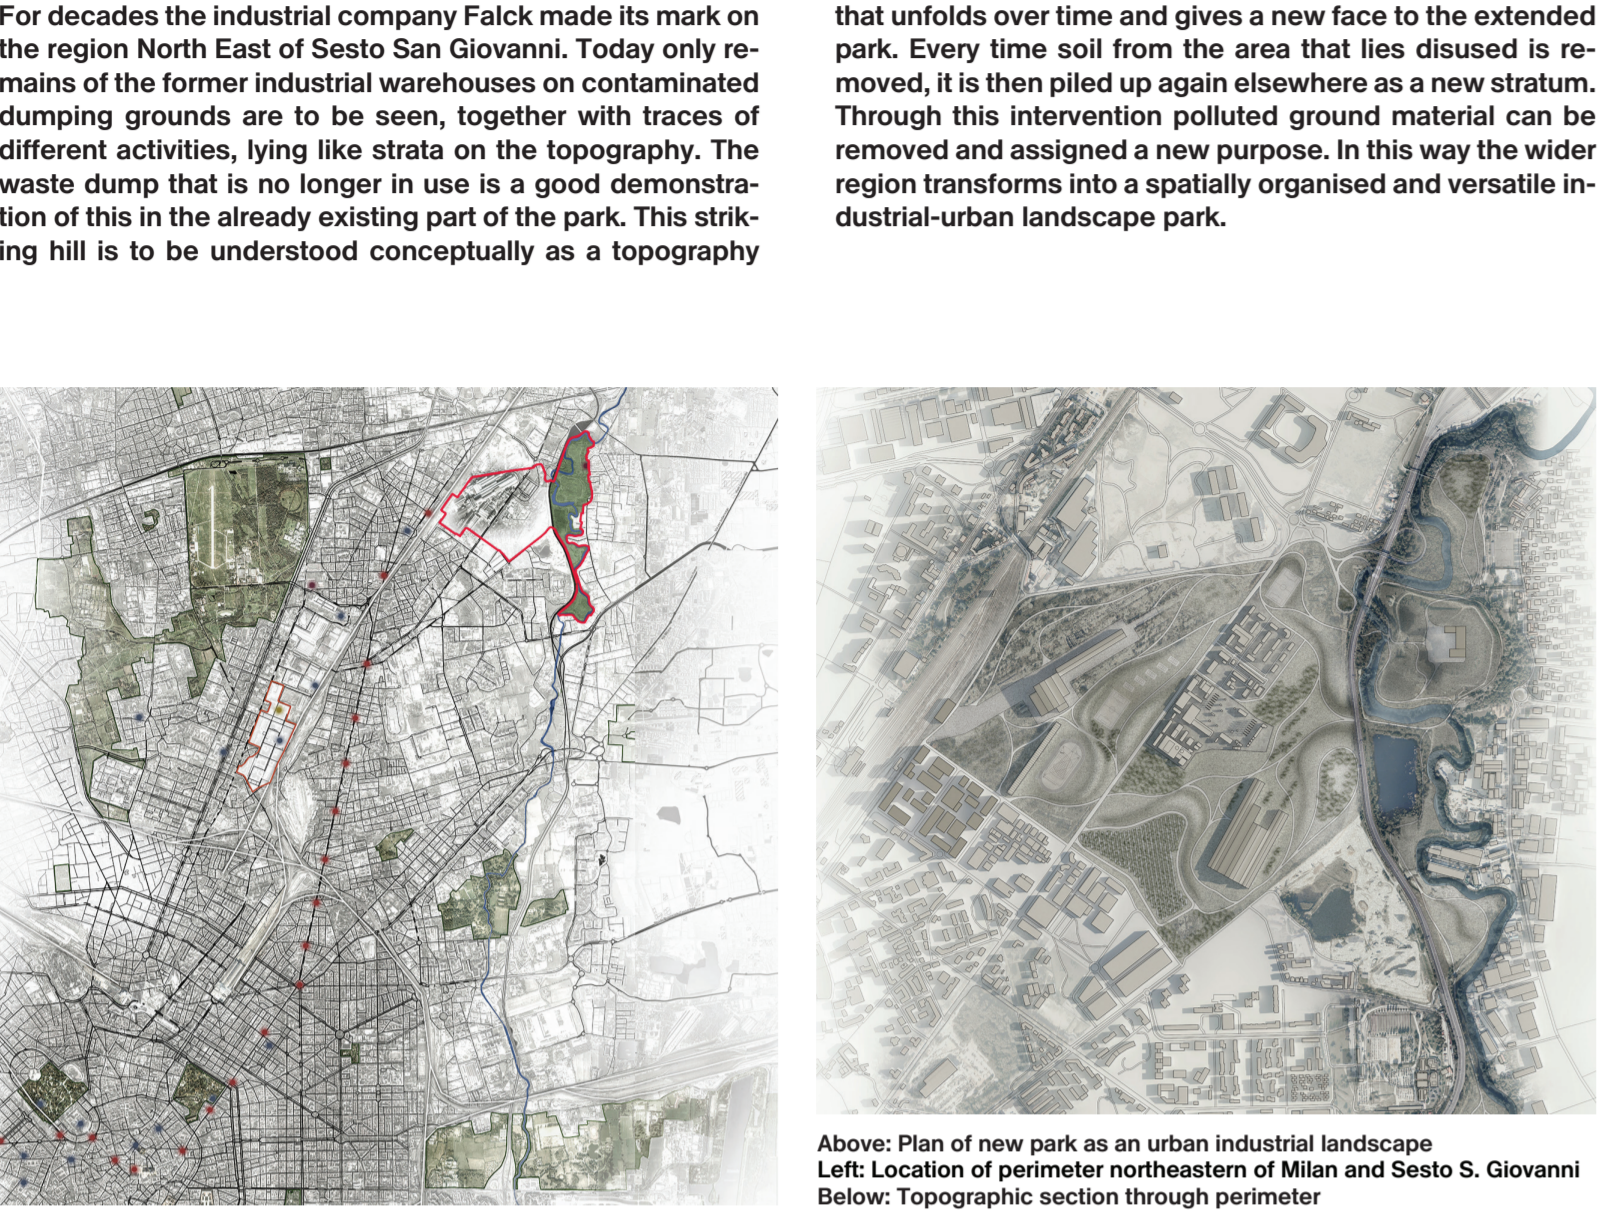 For decades the industrial company Falck made its mark on
the region North East of Sesto San Giovanni. Today only re-
mains of the former industrial warehouses on contaminated
dumping grounds are to be seen, together with traces of
different activities, lying like strata on the topography. The
waste dump that is no longer in use is a good demonstra-
tion of this in the already existing part of the park. This strik-
ing hill is to be understood conceptually as a topography
that unfolds over time and gives a new face to the extended
park. Every time soil from the area that lies disused is re-
moved, it is then piled up again elsewhere as a new stratum.
Through this intervention polluted ground material can be
removed and assigned a new purpose. In this way the wider
region transforms into a spatially organised and versatile in-
dustrial-urban landscape park.
Above: Plan of new park as an urban industrial landscape
Left: Location of perimeter northeastern of Milan and Sesto S. Giovanni
Below: Topographic section through perimeter